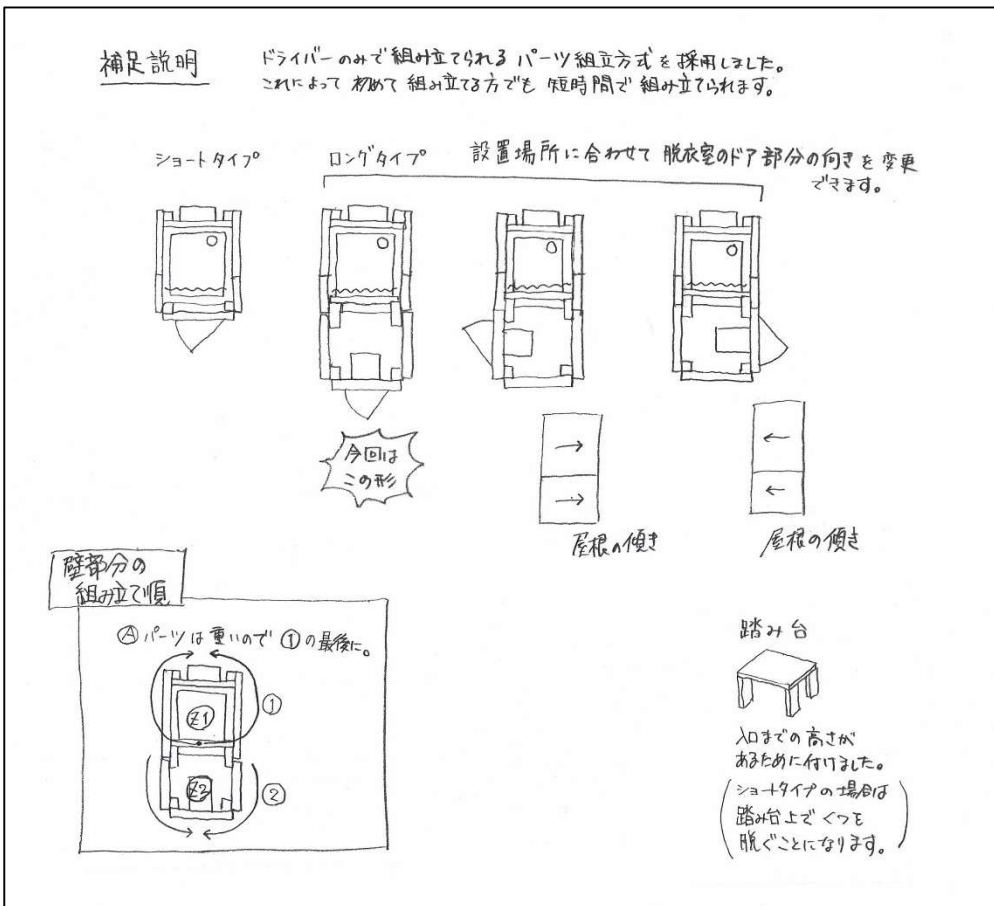 補足説明
ドライバーのみで組み立てられる パーツ組立方式を採用しました。
これによって 初めて組み立てる方でも 短時間で組み立てられます。
ショートタイプ
ロングタイプ
設置場所に合わせて 脱衣室のドア部分の向きを変更
できます。
今回は
この形
屋根の傾き
屋根の傾き
壁部分の
組み立て順
Ⓐパーツは重いので ①の最後に。
Z1
①
Z2
②
踏み台
入口までの高さが
あるために付けました。
(ショートタイプの場合は
踏み台上でくつを
脱ぐことになります。)